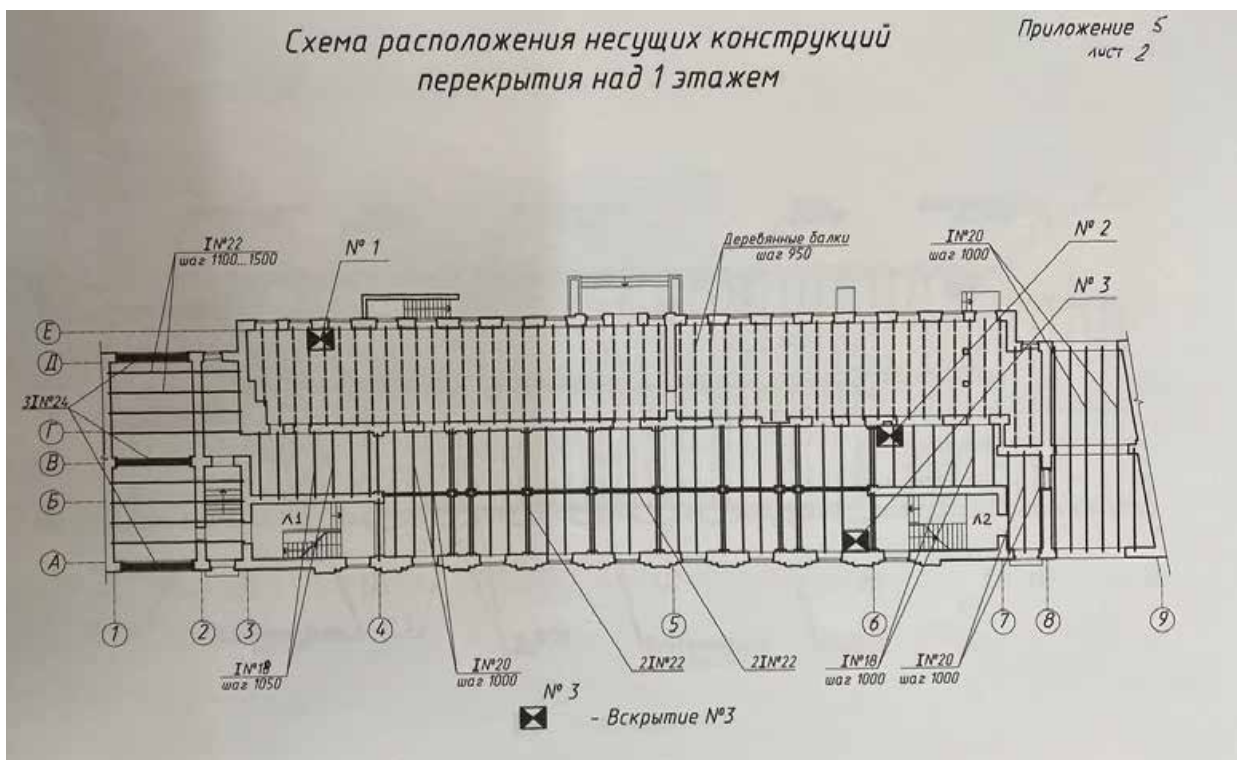 Схема расположения несущих конструкций
перекрытия над 1 этажем
Приложение 5
лист 2
I№22
шаг 1100...1500
№ 1
Деревянные балки
шаг 950
I№20
шаг 1000
№ 2
№ 3
Е
Д
3I№24
Г
В
Б
А
Л1
Л2
1
2
3
4
5
6
7
8
9
I№18
шаг 1050
I№20
шаг 1000
2I№22
2I№22
I№18
шаг 1000
I№20
шаг 1000
№ 3
- Вскрытие №3